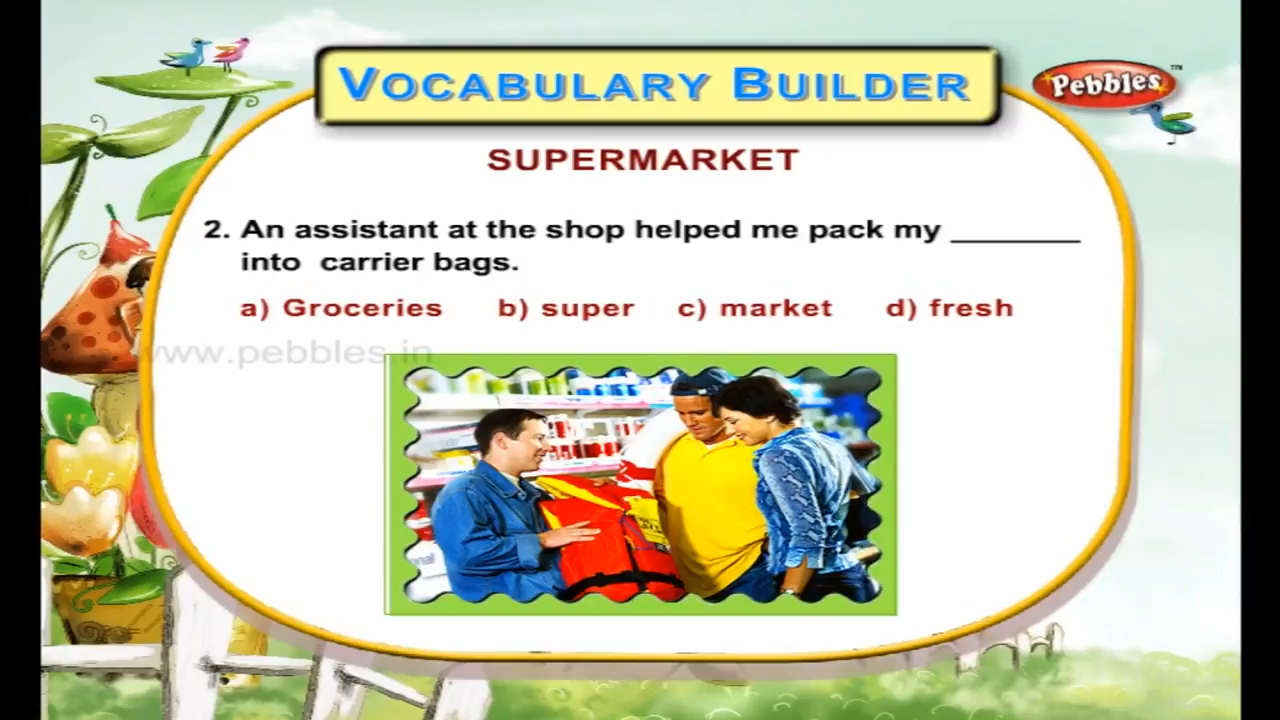 VOCABULARY BUILDER
Pebbles™
SUPERMARKET
2. An assistant at the shop helped me pack my ________
into carrier bags.
a) Groceries b) super c) market d) fresh
www.pebbles.in